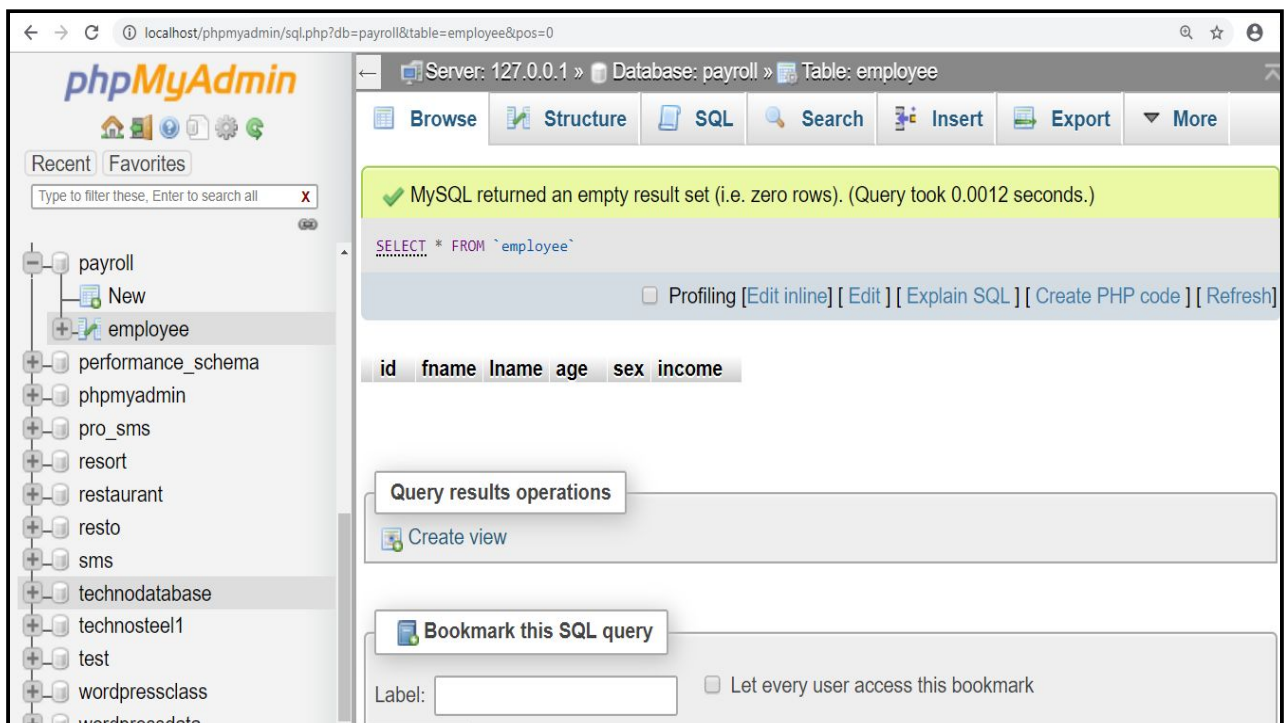 localhost/phpmyadmin/sql.php?db=payroll&table=employee&pos=0
phpMyAdmin
Recent Favorites
Type to filter these, Enter to search all X
payroll
New
employee
performance_schema
phpmyadmin
pro_sms
resort
restaurant
resto
sms
technodatabase
technosteel1
test
wordpressclass
wordpressdata
Server: 127.0.0.1 » Database: payroll » Table: employee
Browse Structure SQL Search Insert Export More
MySQL returned an empty result set (i.e. zero rows). (Query took 0.0012 seconds.)
SELECT * FROM `employee`
Profiling [Edit inline] [ Edit ] [ Explain SQL ] [ Create PHP code ] [ Refresh]
id fname lname age sex income
Query results operations
Create view
Bookmark this SQL query
Label: Let every user access this bookmark